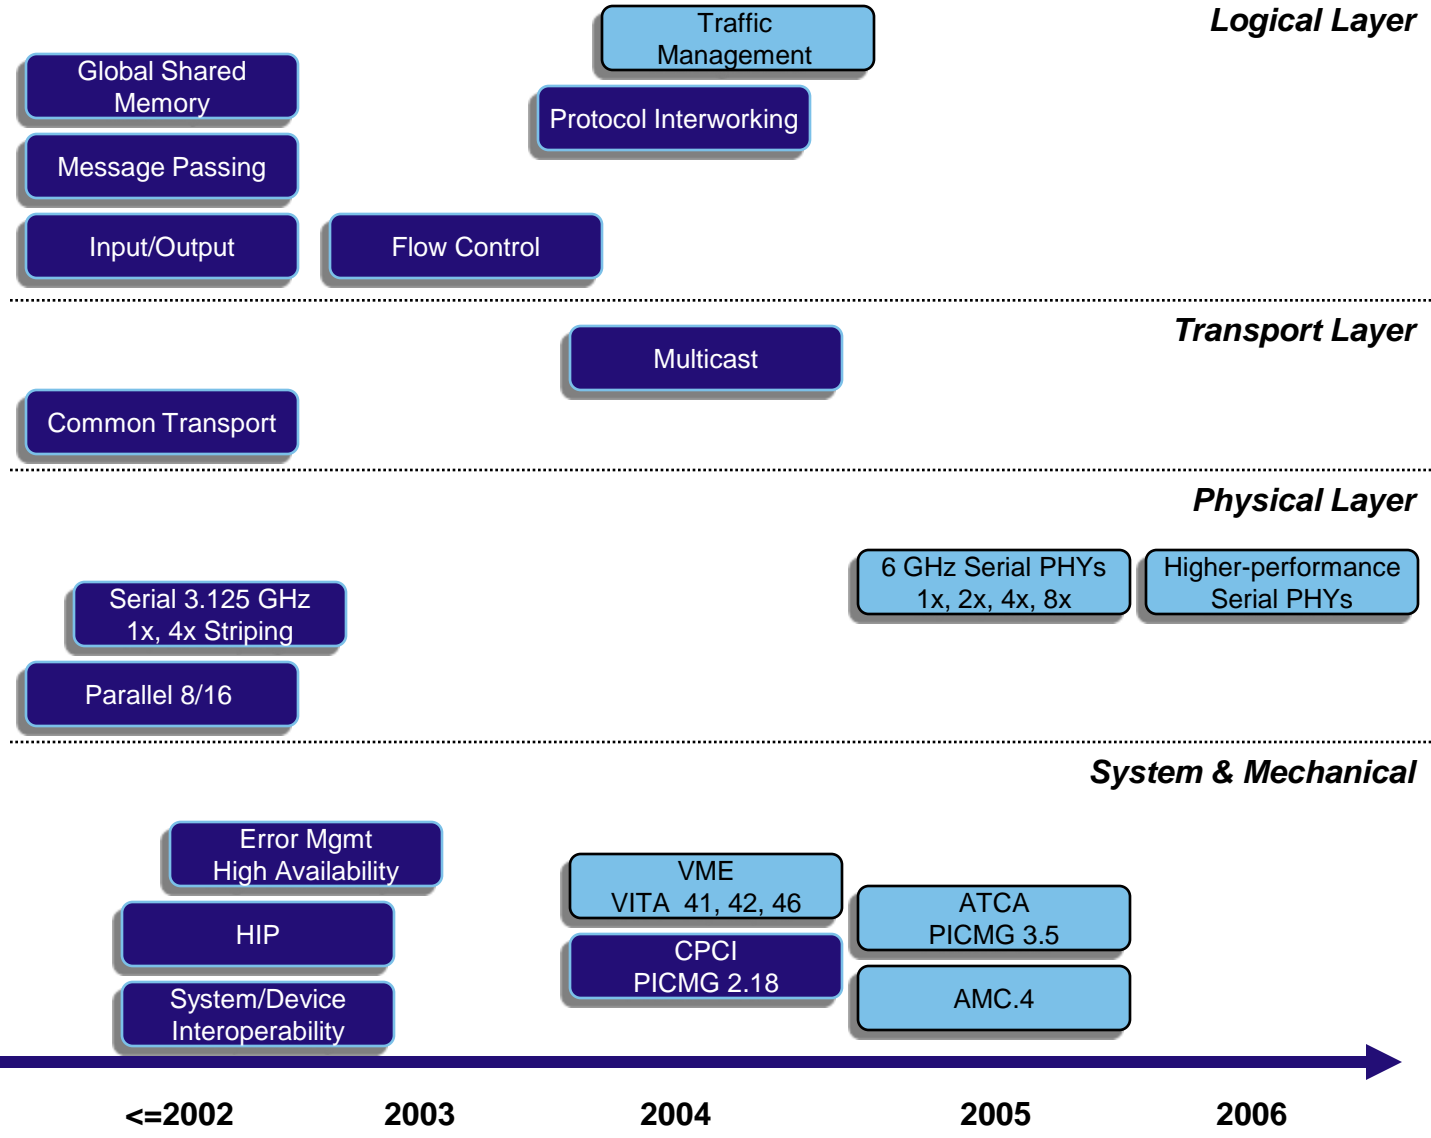 Logical Layer
Traffic
Management
Global Shared
Memory
Protocol Interworking
Message Passing
Input/Output
Flow Control
Transport Layer
Multicast
Common Transport
Physical Layer
6 GHz Serial PHYs
1x, 2x, 4x, 8x
Higher-performance
Serial PHYs
Serial 3.125 GHz
1x, 4x Striping
Parallel 8/16
System & Mechanical
Error Mgmt
High Availability
VME
VITA 41, 42, 46
ATCA
PICMG 3.5
HIP
CPCI
PICMG 2.18
System/Device
Interoperability
AMC.4
<=2002 2003 2004 2005 2006